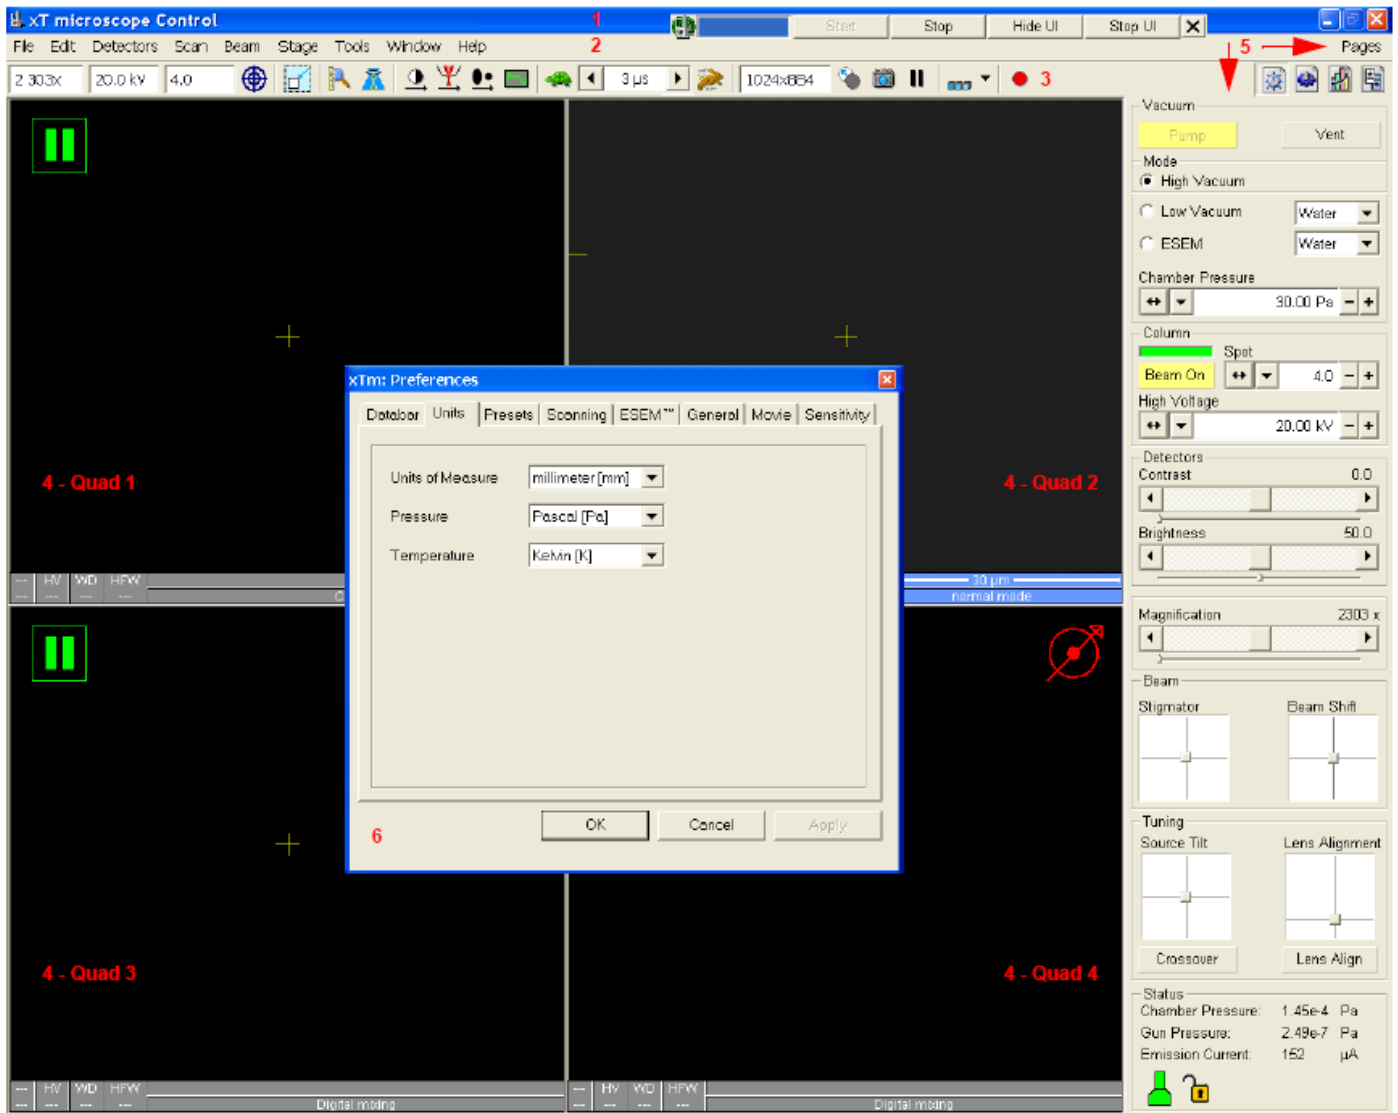 xT microscope Control 1 Start Stop Hide UI Stop UI
File Edit Detectors Scan Beam Stage Tools Window Help 2 5 Pages
2 303x 20.0 kV 4.0 3 µs 1024x884 3
Vacuum
Pump Vent
Mode
High Vacuum
Low Vacuum Water
ESEM Water
Chamber Pressure
30.00 Pa
Column
Spot
Beam On 4.0
High Voltage
20.00 kV
Detectors
Contrast 0.0
Brightness 50.0
Magnification 2303 x
Beam
Stigmator Beam Shift
Tuning
Source Tilt Lens Alignment
Crossover Lens Align
Status
Chamber Pressure: 1.45e-4 Pa
Gun Pressure: 2.49e-7 Pa
Emission Current: 152 µA
4 - Quad 1
4 - Quad 2
--- HV WD HFW
--- --- --- ---
30 µm
normal mode
xTm: Preferences
Databar Units Presets Scanning ESEM™ General Movie Sensitivity
Units of Measure millimeter [mm]
Pressure Pascal [Pa]
Temperature Kelvin [K]
OK Cancel Apply
6
4 - Quad 3
4 - Quad 4
--- HV WD HFW
--- --- --- --- Digital mixing
--- HV WD HFW
--- --- --- --- Digital mixing